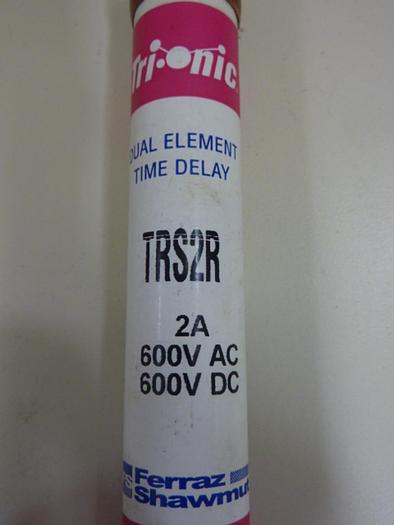 Tri-onic
DUAL ELEMENT
TIME DELAY
TRS2R
2A
600V AC
600V DC
Ferraz
Shawmut